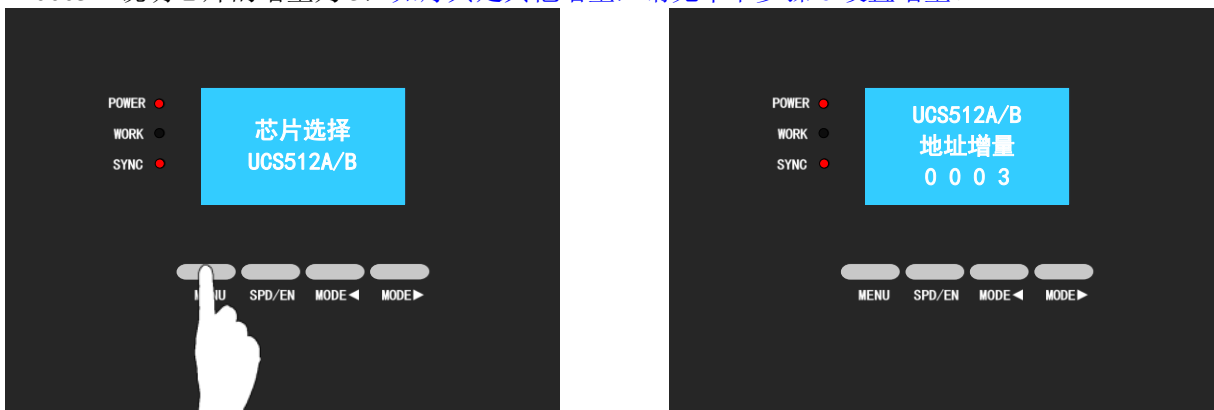 POWER
WORK
SYNC
芯片选择
UCS512A/B
SPD/EN
MODE◀
MODE▶
POWER
WORK
SYNC
UCS512A/B
地址增量
0 0 0 3
MENU
SPD/EN
MODE◀
MODE▶